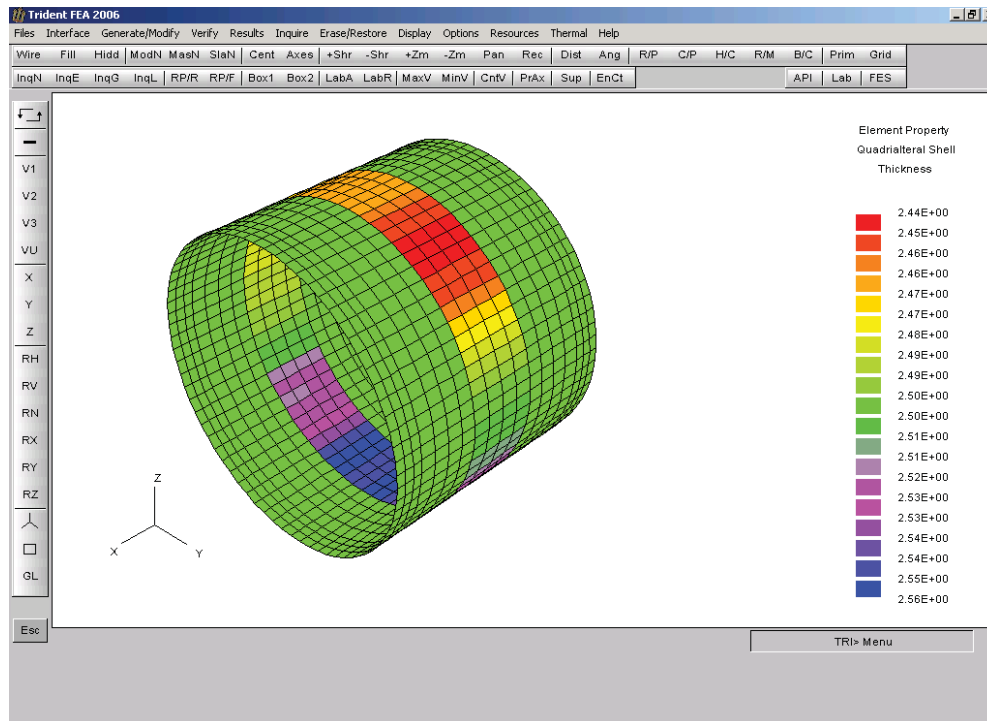 Trident FEA 2006
Files Interface Generate/Modify Verify Results Inquire Erase/Restore Display Options Resources Thermal Help
Wire Fill Hidd ModN MasN SlaN Cent Axes +Shr -Shr +Zm -Zm Pan Rec Dist Ang R/P C/P H/C R/M B/C Prim Grid
InqN InqE InqG InqL RP/R RP/F Box1 Box2 LabA LabR MaxV MinV CntV PrAx Sup EnCt API Lab FES
V1
V2
V3
VU
X
Y
Z
RH
RV
RN
RX
RY
RZ
GL
Esc
Z
X
Y
Element Property
Quadrialteral Shell
Thickness
2.44E+00
2.45E+00
2.46E+00
2.46E+00
2.47E+00
2.47E+00
2.48E+00
2.49E+00
2.49E+00
2.50E+00
2.50E+00
2.51E+00
2.51E+00
2.52E+00
2.53E+00
2.53E+00
2.54E+00
2.54E+00
2.55E+00
2.56E+00
TRI> Menu